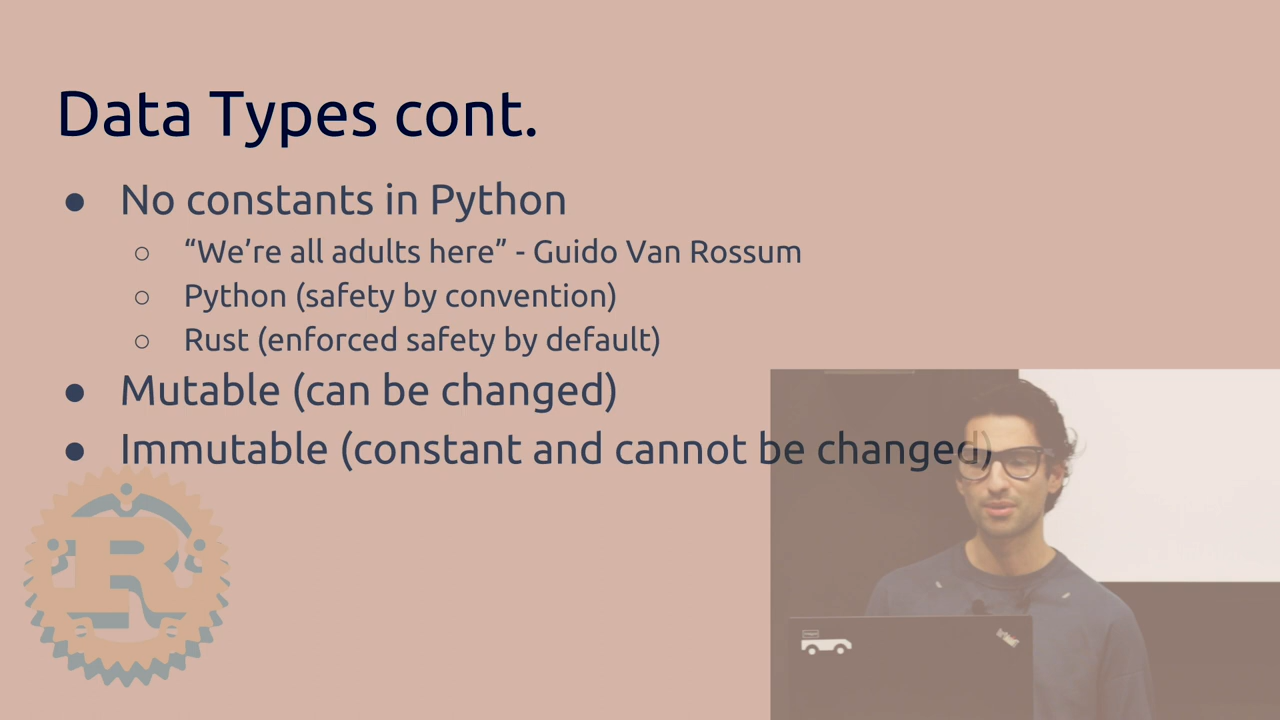 Data Types cont.
● No constants in Python
○ “We’re all adults here” - Guido Van Rossum
○ Python (safety by convention)
○ Rust (enforced safety by default)
● Mutable (can be changed)
● Immutable (constant and cannot be changed)
R